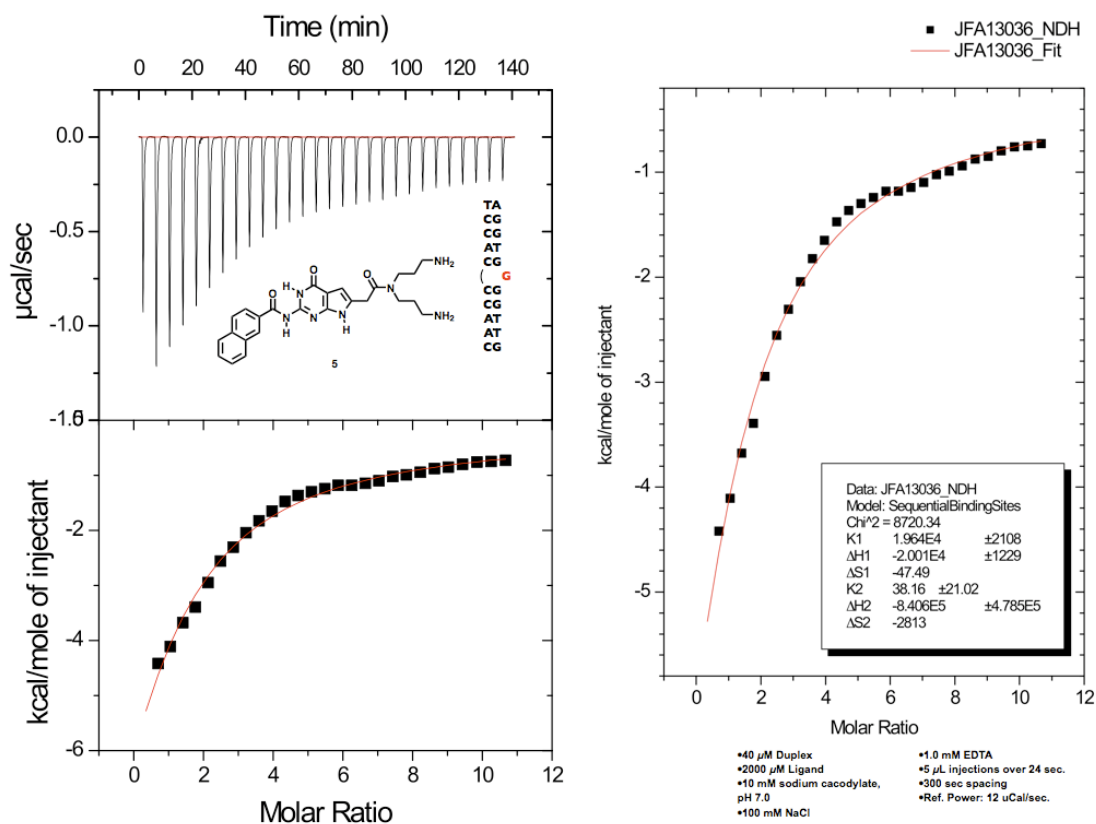 Time (min)
0 20 40 60 80 100 120 140
0.0
-0.5
-1.0
-1.5
µcal/sec
TA
CG
CG
AT
CG
( G
CG
CG
AT
AT
CG
O
H
N
O
N
H
N
N
H
O
N
NH2
NH2
5
-2
-4
-6
kcal/mole of injectant
0 2 4 6 8 10 12
Molar Ratio
JFA13036_NDH
JFA13036_Fit
-1
-2
-3
-4
-5
kcal/mole of injectant
Data: JFA13036_NDH
Model: SequentialBindingSites
Chi^2 = 8720.34
K1 1.964E4 ±2108
ΔH1 -2.001E4 ±1229
ΔS1 -47.49
K2 38.16 ±21.02
ΔH2 -8.406E5 ±4.785E5
ΔS2 -2813
0 2 4 6 8 10 12
Molar Ratio
•40 µM Duplex
•2000 µM Ligand
•10 mM sodium cacodylate,
pH 7.0
•100 mM NaCl
•1.0 mM EDTA
•5 µL injections over 24 sec.
•300 sec spacing
•Ref. Power: 12 uCal/sec.